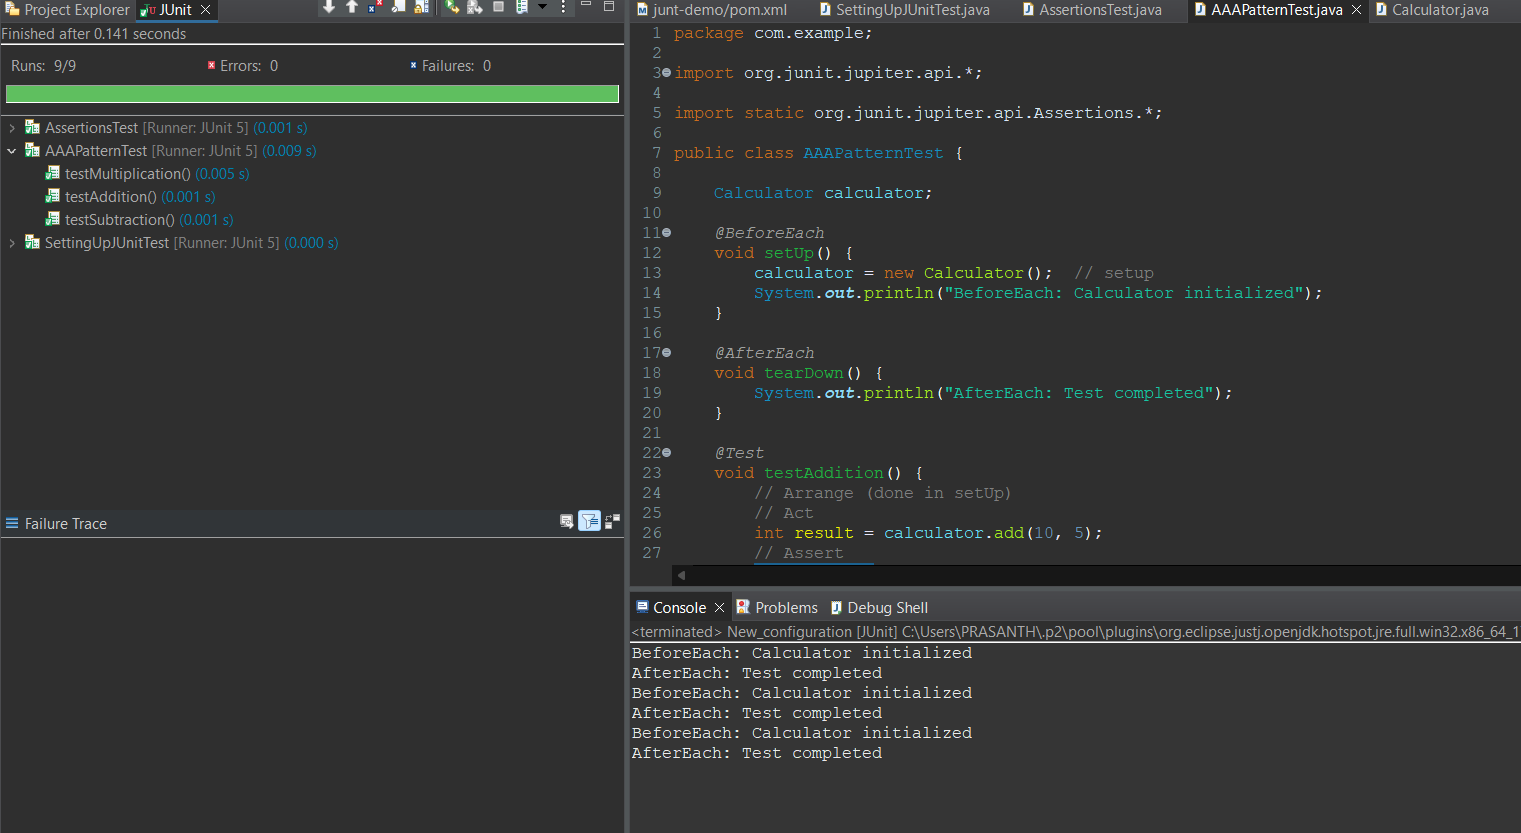 Project Explorer
JUnit
Finished after 0.141 seconds
Runs: 9/9
Errors: 0
Failures: 0
AssertionsTest [Runner: JUnit 5] (0.001 s)
AAAPatternTest [Runner: JUnit 5] (0.009 s)
testMultiplication() (0.005 s)
testAddition() (0.001 s)
testSubtraction() (0.001 s)
SettingUpJUnitTest [Runner: JUnit 5] (0.000 s)
Failure Trace
junt-demo/pom.xml
SettingUpJUnitTest.java
AssertionsTest.java
AAAPatternTest.java
Calculator.java
1 package com.example;
2
3 import org.junit.jupiter.api.*;
4
5 import static org.junit.jupiter.api.Assertions.*;
6
7 public class AAAPatternTest {
8
9 Calculator calculator;
10
11 @BeforeEach
12 void setUp() {
13 calculator = new Calculator(); // setup
14 System.out.println("BeforeEach: Calculator initialized");
15 }
16
17 @AfterEach
18 void tearDown() {
19 System.out.println("AfterEach: Test completed");
20 }
21
22 @Test
23 void testAddition() {
24 // Arrange (done in setUp)
25 // Act
26 int result = calculator.add(10, 5);
27 // Assert
Console
Problems
Debug Shell
<terminated> New_configuration [JUnit] C:\Users\PRASANTH\.p2\pool\plugins\org.eclipse.justj.openjdk.hotspot.jre.full.win32.x86_64_1
BeforeEach: Calculator initialized
AfterEach: Test completed
BeforeEach: Calculator initialized
AfterEach: Test completed
BeforeEach: Calculator initialized
AfterEach: Test completed